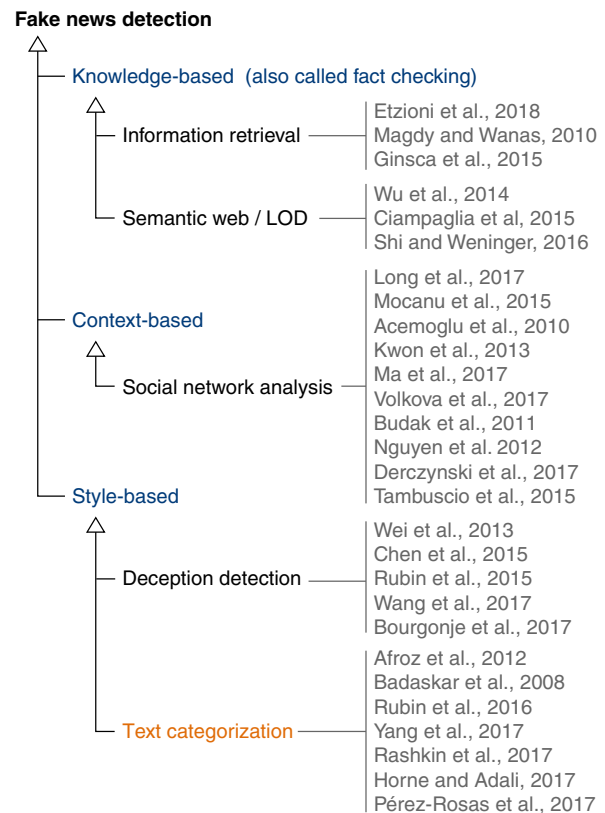 Fake news detection
Knowledge-based (also called fact checking)
Information retrieval
Etzioni et al., 2018
Magdy and Wanas, 2010
Ginsca et al., 2015
Semantic web / LOD
Wu et al., 2014
Ciampaglia et al, 2015
Shi and Weninger, 2016
Context-based
Social network analysis
Long et al., 2017
Mocanu et al., 2015
Acemoglu et al., 2010
Kwon et al., 2013
Ma et al., 2017
Volkova et al., 2017
Budak et al., 2011
Nguyen et al. 2012
Derczynski et al., 2017
Tambuscio et al., 2015
Style-based
Deception detection
Wei et al., 2013
Chen et al., 2015
Rubin et al., 2015
Wang et al., 2017
Bourgonje et al., 2017
Text categorization
Afroz et al., 2012
Badaskar et al., 2008
Rubin et al., 2016
Yang et al., 2017
Rashkin et al., 2017
Horne and Adali, 2017
Pérez-Rosas et al., 2017